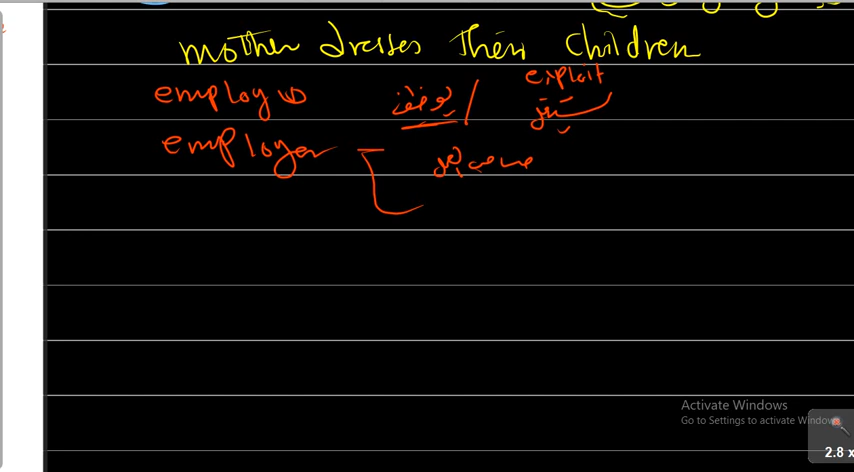 mother dresses their children
exploit
employ يوظف /
يستغل
employer صاحب عمل
Activate Windows
Go to Settings to activate Windows
2.8 x